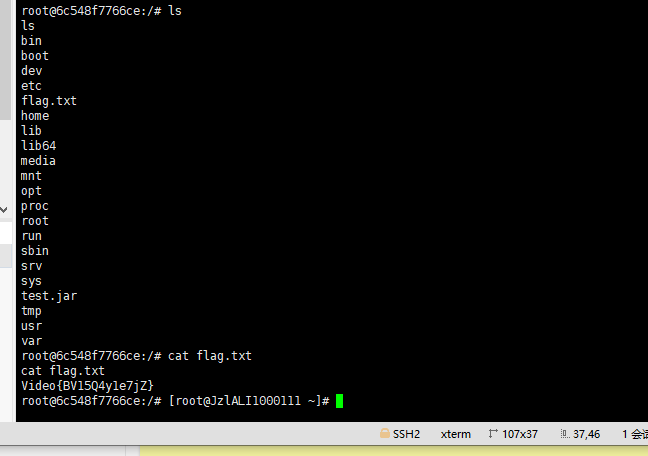 root@6c548f7766ce:/# ls
ls
bin
boot
dev
etc
flag.txt
home
lib
lib64
media
mnt
opt
proc
root
run
sbin
srv
sys
test.jar
tmp
usr
var
root@6c548f7766ce:/# cat flag.txt
cat flag.txt
Video{BV15Q4y1e7jZ}
root@6c548f7766ce:/# [root@JzlALI1000111 ~]#
SSH2 xterm 107x37 37,46 1 会